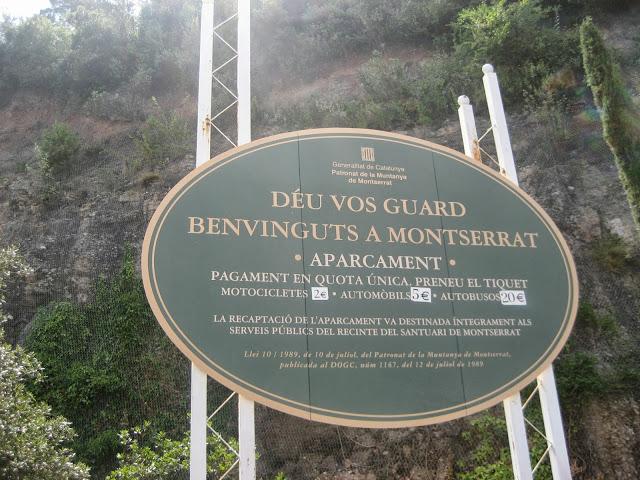 Generalitat de Catalunya
Patronat de la Muntanya
de Montserrat
DÉU VOS GUARD
BENVINGUTS A MONTSERRAT
• APARCAMENT •
PAGAMENT EN QUOTA ÚNICA. PRENEU EL TIQUET
MOTOCICLETES 2€ • AUTOMÒBILS 5€ • AUTOBUSOS 20€
LA RECAPTACIÓ DE L'APARCAMENT VA DESTINADA ÍNTEGRAMENT ALS
SERVEIS PÚBLICS DEL RECINTE DEL SANTUARI DE MONTSERRAT
Llei 10 / 1989, de 10 de juliol, del Patronat de la Muntanya de Montserrat,
publicada al DOGC, núm 1167, del 12 de juliol de 1989